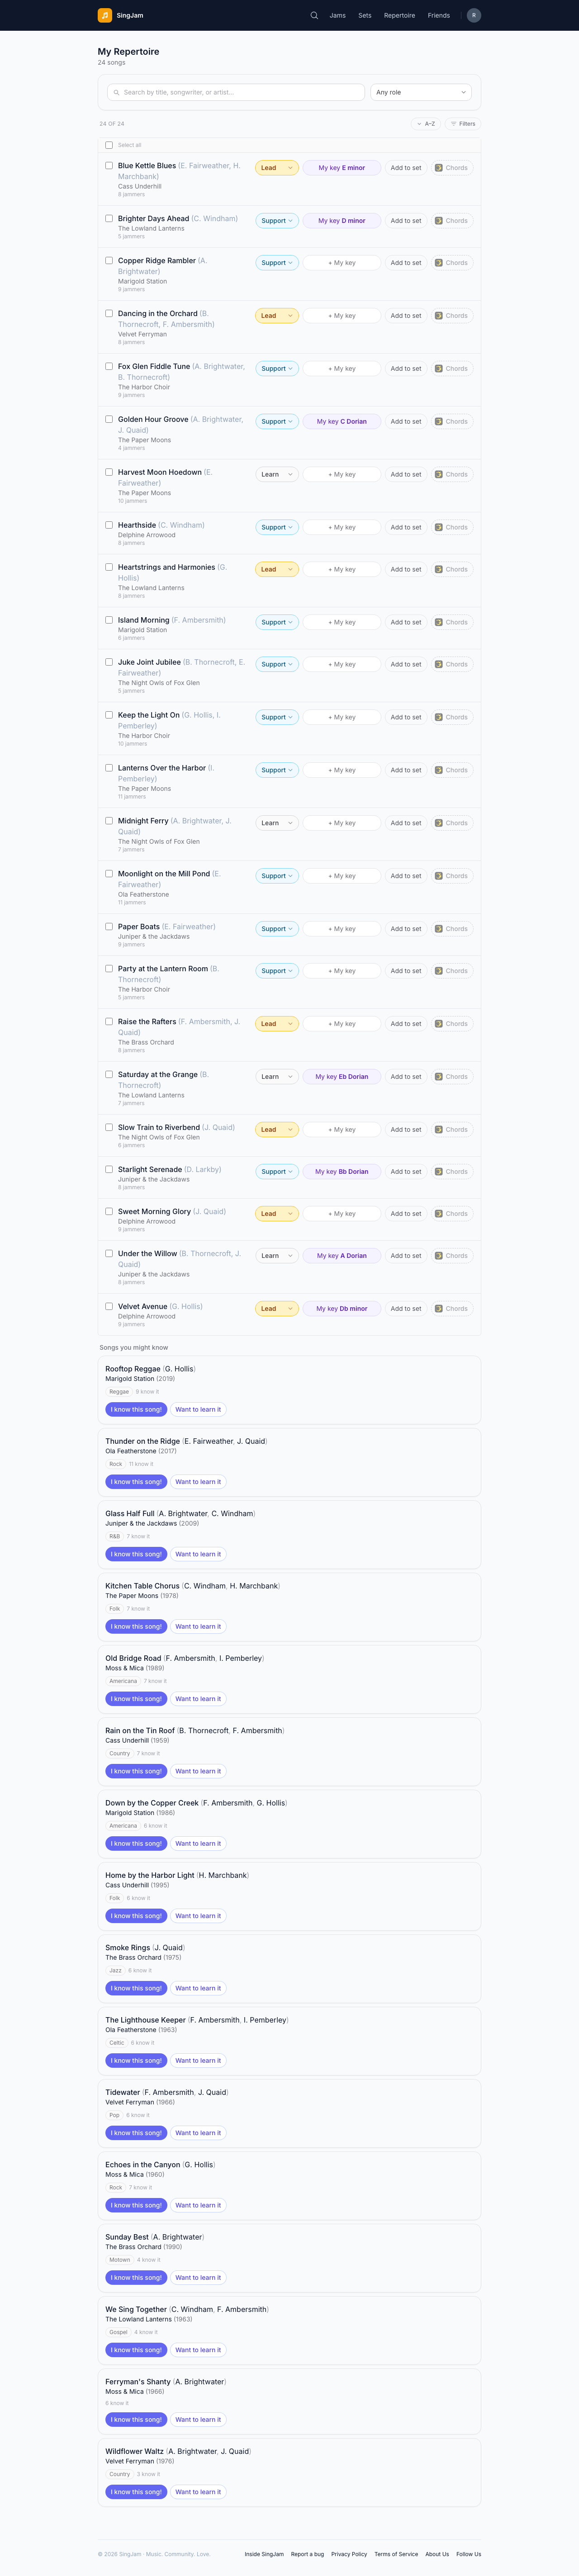 SingJam
Jams Sets Repertoire Friends R
My Repertoire
24 songs
Search by title, songwriter, or artist...
Any role
24 OF 24
A–Z Filters
Select all
Blue Kettle Blues (E. Fairweather, H. Marchbank)
Cass Underhill
8 jammers
Lead My key E minor Add to set Chords
Brighter Days Ahead (C. Windham)
The Lowland Lanterns
5 jammers
Support My key D minor Add to set Chords
Copper Ridge Rambler (A. Brightwater)
Marigold Station
9 jammers
Support + My key Add to set Chords
Dancing in the Orchard (B. Thornecroft, F. Ambersmith)
Velvet Ferryman
8 jammers
Lead + My key Add to set Chords
Fox Glen Fiddle Tune (A. Brightwater, B. Thornecroft)
The Harbor Choir
9 jammers
Support + My key Add to set Chords
Golden Hour Groove (A. Brightwater, J. Quaid)
The Paper Moons
4 jammers
Support My key C Dorian Add to set Chords
Harvest Moon Hoedown (E. Fairweather)
The Paper Moons
10 jammers
Learn + My key Add to set Chords
Hearthside (C. Windham)
Delphine Arrowood
8 jammers
Support + My key Add to set Chords
Heartstrings and Harmonies (G. Hollis)
The Lowland Lanterns
8 jammers
Lead + My key Add to set Chords
Island Morning (F. Ambersmith)
Marigold Station
6 jammers
Support + My key Add to set Chords
Juke Joint Jubilee (B. Thornecroft, E. Fairweather)
The Night Owls of Fox Glen
5 jammers
Support + My key Add to set Chords
Keep the Light On (G. Hollis, I. Pemberley)
The Harbor Choir
10 jammers
Support + My key Add to set Chords
Lanterns Over the Harbor (I. Pemberley)
The Paper Moons
11 jammers
Support + My key Add to set Chords
Midnight Ferry (A. Brightwater, J. Quaid)
The Night Owls of Fox Glen
7 jammers
Learn + My key Add to set Chords
Moonlight on the Mill Pond (E. Fairweather)
Ola Featherstone
11 jammers
Support + My key Add to set Chords
Paper Boats (E. Fairweather)
Juniper & the Jackdaws
9 jammers
Support + My key Add to set Chords
Party at the Lantern Room (B. Thornecroft)
The Harbor Choir
5 jammers
Support + My key Add to set Chords
Raise the Rafters (F. Ambersmith, J. Quaid)
The Brass Orchard
8 jammers
Lead + My key Add to set Chords
Saturday at the Grange (B. Thornecroft)
The Lowland Lanterns
7 jammers
Learn My key Eb Dorian Add to set Chords
Slow Train to Riverbend (J. Quaid)
The Night Owls of Fox Glen
6 jammers
Lead + My key Add to set Chords
Starlight Serenade (D. Larkby)
Juniper & the Jackdaws
8 jammers
Support My key Bb Dorian Add to set Chords
Sweet Morning Glory (J. Quaid)
Delphine Arrowood
9 jammers
Lead + My key Add to set Chords
Under the Willow (B. Thornecroft, J. Quaid)
Juniper & the Jackdaws
8 jammers
Learn My key A Dorian Add to set Chords
Velvet Avenue (G. Hollis)
Delphine Arrowood
9 jammers
Lead My key Db minor Add to set Chords
Songs you might know
Rooftop Reggae (G. Hollis)
Marigold Station (2019)
Reggae 9 know it
I know this song! Want to learn it
Thunder on the Ridge (E. Fairweather, J. Quaid)
Ola Featherstone (2017)
Rock 11 know it
I know this song! Want to learn it
Glass Half Full (A. Brightwater, C. Windham)
Juniper & the Jackdaws (2009)
R&B 7 know it
I know this song! Want to learn it
Kitchen Table Chorus (C. Windham, H. Marchbank)
The Paper Moons (1978)
Folk 7 know it
I know this song! Want to learn it
Old Bridge Road (F. Ambersmith, I. Pemberley)
Moss & Mica (1989)
Americana 7 know it
I know this song! Want to learn it
Rain on the Tin Roof (B. Thornecroft, F. Ambersmith)
Cass Underhill (1959)
Country 7 know it
I know this song! Want to learn it
Down by the Copper Creek (F. Ambersmith, G. Hollis)
Marigold Station (1986)
Americana 6 know it
I know this song! Want to learn it
Home by the Harbor Light (H. Marchbank)
Cass Underhill (1995)
Folk 6 know it
I know this song! Want to learn it
Smoke Rings (J. Quaid)
The Brass Orchard (1975)
Jazz 6 know it
I know this song! Want to learn it
The Lighthouse Keeper (F. Ambersmith, I. Pemberley)
Ola Featherstone (1963)
Celtic 6 know it
I know this song! Want to learn it
Tidewater (F. Ambersmith, J. Quaid)
Velvet Ferryman (1966)
Pop 6 know it
I know this song! Want to learn it
Echoes in the Canyon (G. Hollis)
Moss & Mica (1960)
Rock 7 know it
I know this song! Want to learn it
Sunday Best (A. Brightwater)
The Brass Orchard (1990)
Motown 4 know it
I know this song! Want to learn it
We Sing Together (C. Windham, F. Ambersmith)
The Lowland Lanterns (1963)
Gospel 4 know it
I know this song! Want to learn it
Ferryman's Shanty (A. Brightwater)
Moss & Mica (1966)
6 know it
I know this song! Want to learn it
Wildflower Waltz (A. Brightwater, J. Quaid)
Velvet Ferryman (1976)
Country 3 know it
I know this song! Want to learn it
© 2026 SingJam · Music. Community. Love.
Inside SingJam Report a bug Privacy Policy Terms of Service About Us Follow Us